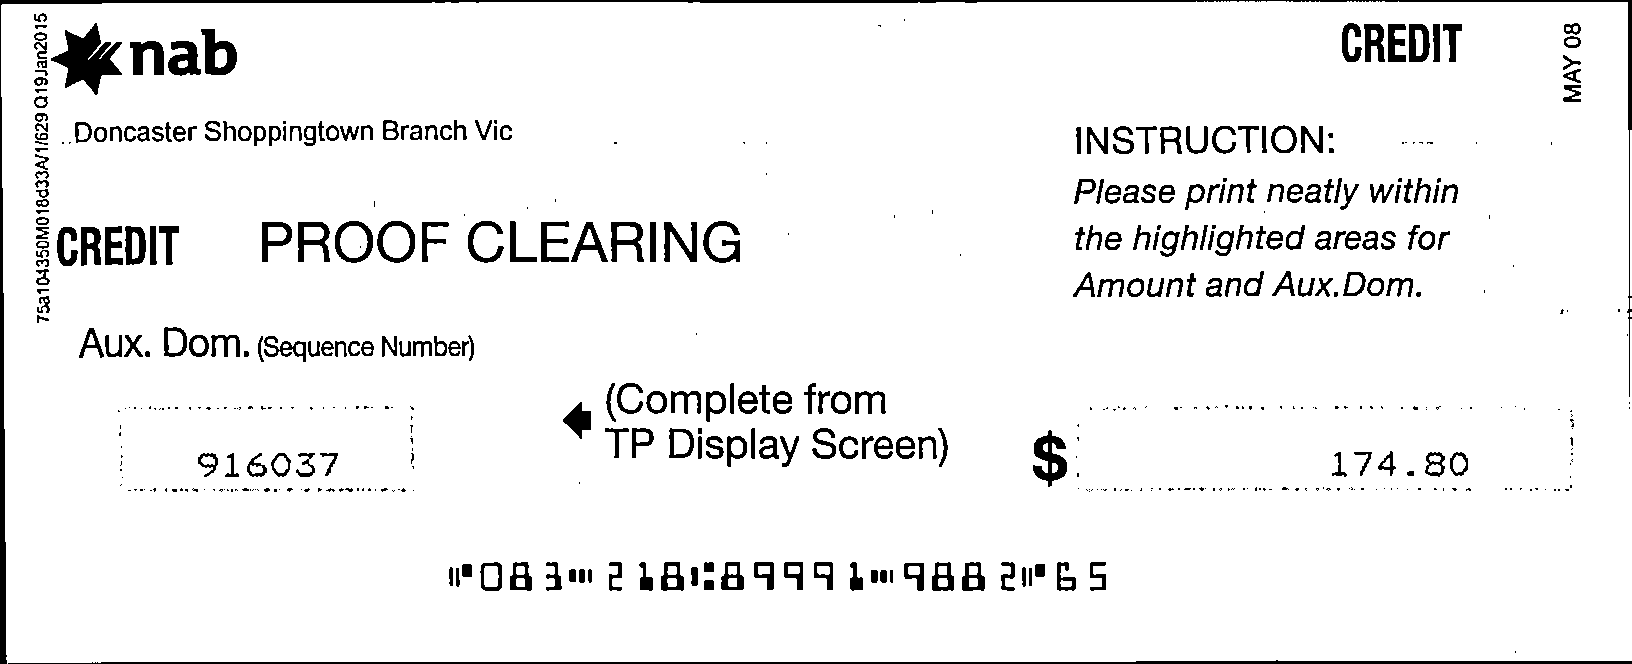 75a104350M018d33A/1/629 Q19Jan2015
nab
CREDIT
MAY 08
Doncaster Shoppingtown Branch Vic
INSTRUCTION:
Please print neatly within
the highlighted areas for
Amount and Aux.Dom.
CREDIT PROOF CLEARING
Aux. Dom. (Sequence Number)
916037
(Complete from
TP Display Screen)
$ 174.80
⑈083⑉218⑆89991⑉9882⑈65